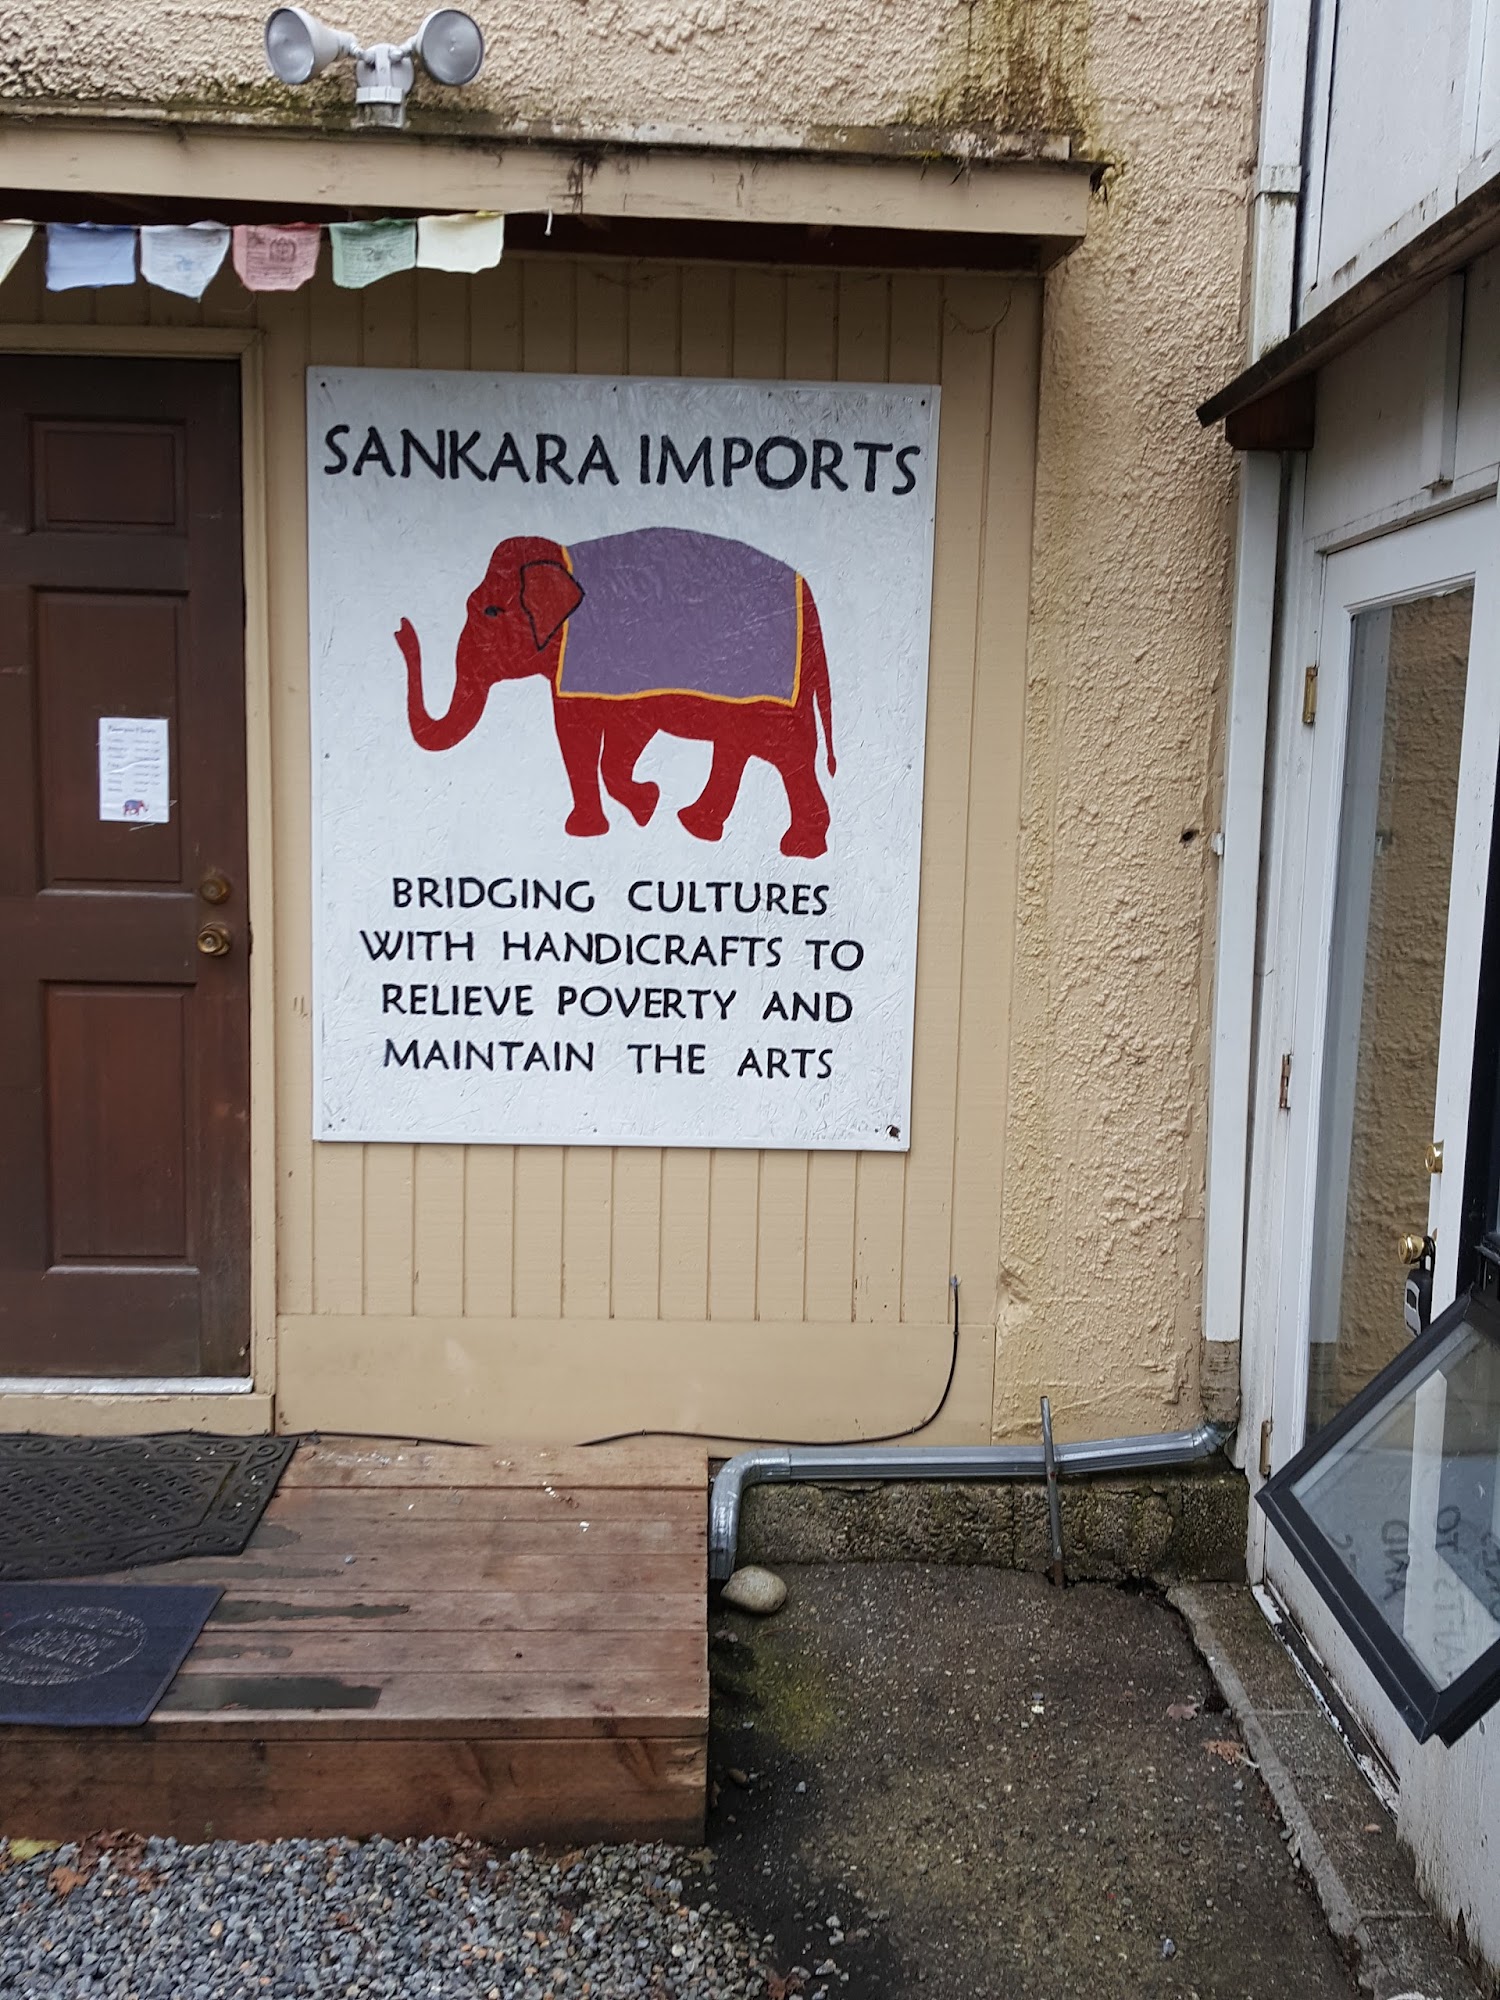 SANKARA IMPORTS
BRIDGING CULTURES
WITH HANDICRAFTS TO
RELIEVE POVERTY AND
MAINTAIN THE ARTS